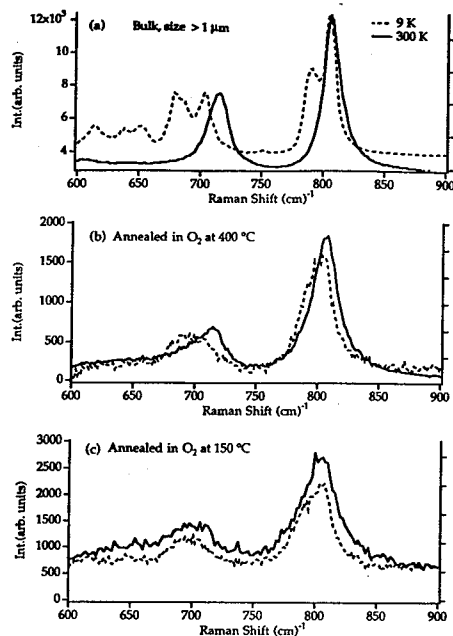 12x10³
10
8
6
4
Int.(arb. units)
(a) Bulk, size > 1 μm
9 K
300 K
600 650 700 750 800 850 900
Raman Shift (cm)⁻¹
2000
1500
1000
500
0
Int.(arb. units)
(b) Annealed in O₂ at 400 °C
600 650 700 750 800 850 900
Raman Shift (cm)⁻¹
3000
2500
2000
1500
1000
500
0
Int.(arb. units)
(c) Annealed in O₂ at 150 °C
600 650 700 750 800 850 900
Raman Shift (cm)⁻¹